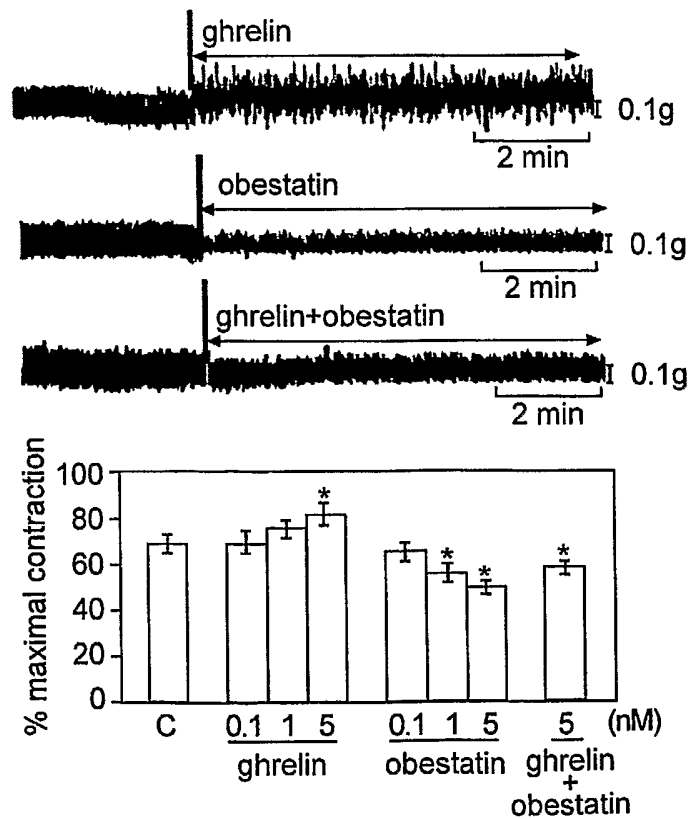 ghrelin
0.1g
2 min
obestatin
0.1g
2 min
ghrelin+obestatin
0.1g
2 min
% maximal contraction
100
80
60
40
20
0
*
*
*
*
C 0.1 1 5 0.1 1 5 5 (nM)
ghrelin obestatin ghrelin
+
obestatin